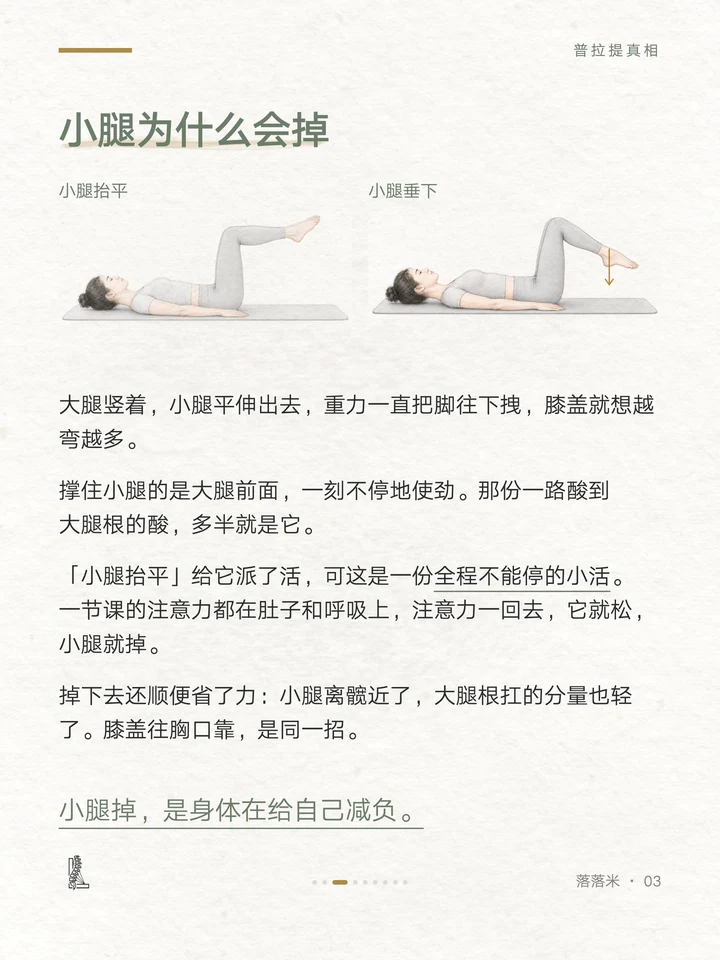 普拉提真相
小腿为什么会掉
小腿抬平
小腿垂下
大腿竖着，小腿平伸出去，重力一直把脚往下拽，膝盖就想越
弯越多。
撑住小腿的是大腿前面，一刻不停地使劲。那份一路酸到
大腿根的酸，多半就是它。
「小腿抬平」给它派了活，可这是一份全程不能停的小活。
一节课的注意力都在肚子和呼吸上，注意力一回去，它就松，
小腿就掉。
掉下去还顺便省了力：小腿离髋近了，大腿根扛的分量也轻
了。膝盖往胸口靠，是同一招。
小腿掉，是身体在给自己减负。
落落米 · 03